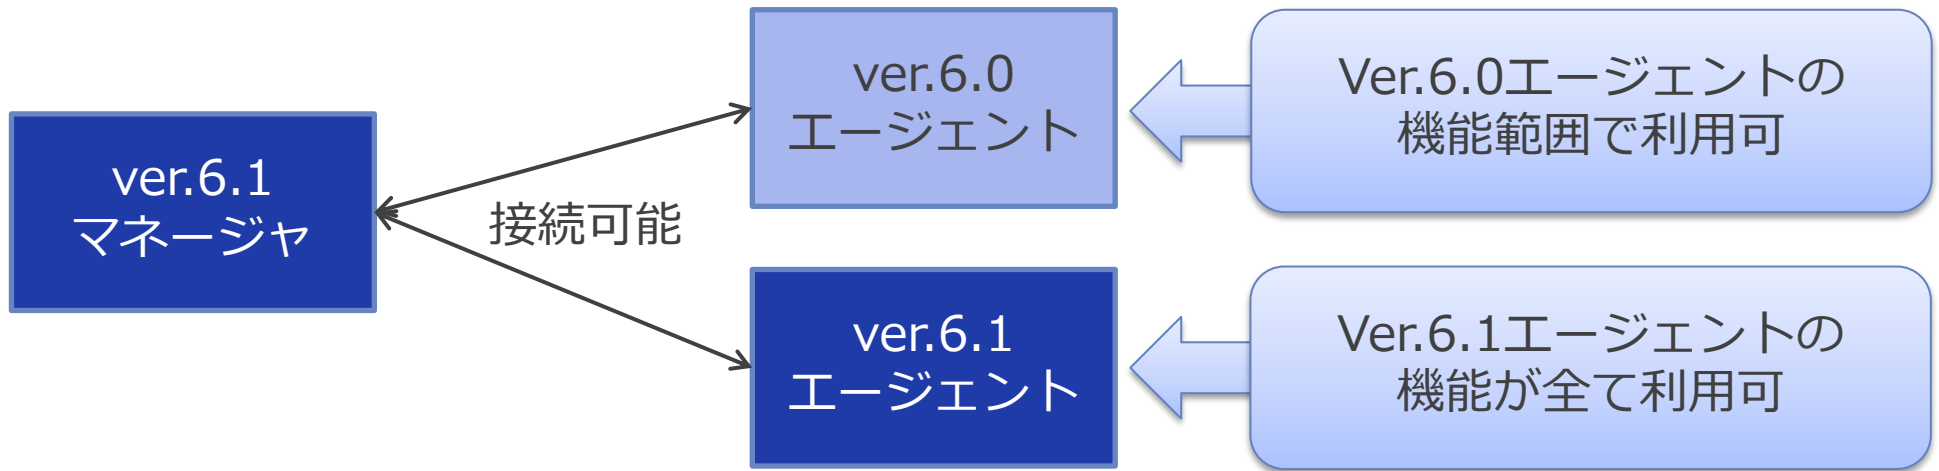 ver.6.1
マネージャ
接続可能
ver.6.0
エージェント
Ver.6.0エージェントの
機能範囲で利用可
ver.6.1
エージェント
Ver.6.1エージェントの
機能が全て利用可